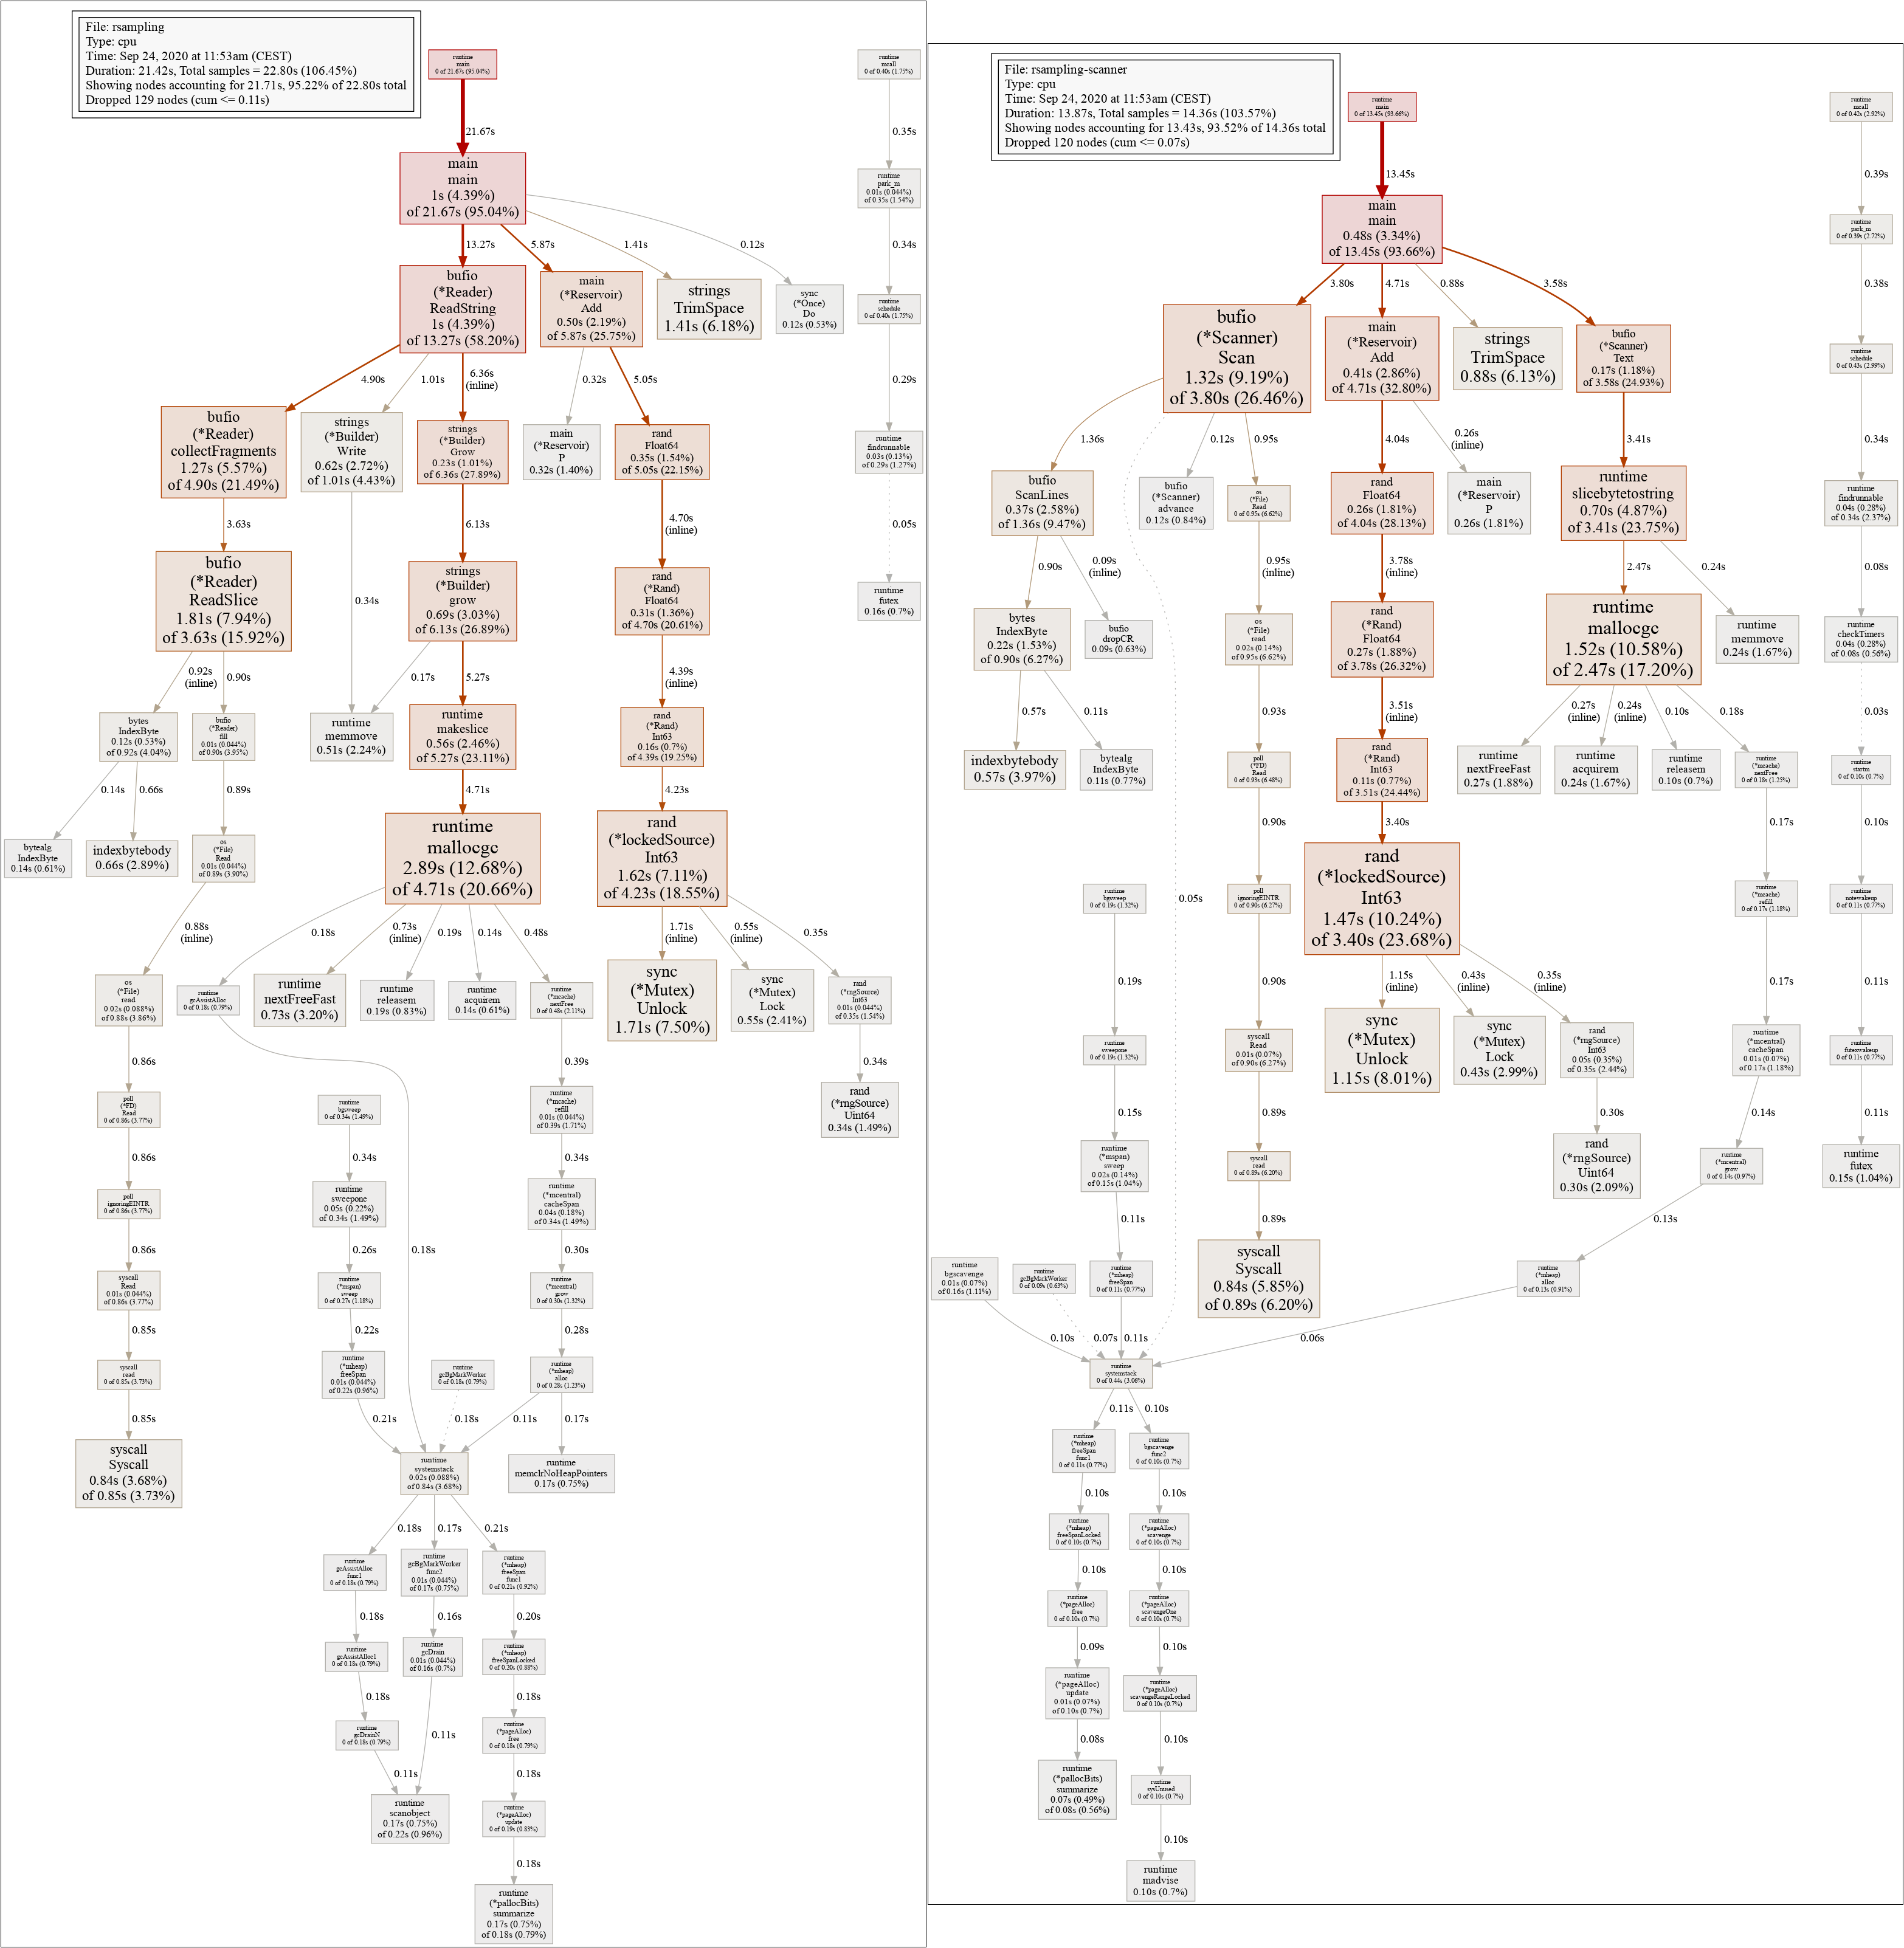 File: rsampling
Type: cpu
Time: Sep 24, 2020 at 11:53am (CEST)
Duration: 21.42s, Total samples = 22.80s (106.45%)
Showing nodes accounting for 21.71s, 95.22% of 22.80s total
Dropped 129 nodes (cum <= 0.11s)
runtime
main
0 of 21.67s (95.04%)
runtime
mcall
0 of 0.40s (1.75%)
21.67s
0.35s
main
main
1s (4.39%)
of 21.67s (95.04%)
runtime
park_m
0.01s (0.044%)
of 0.35s (1.54%)
13.27s
5.87s
1.41s
0.12s
0.34s
bufio
(*Reader)
ReadString
1s (4.39%)
of 13.27s (58.20%)
main
(*Reservoir)
Add
0.50s (2.19%)
of 5.87s (25.75%)
strings
TrimSpace
1.41s (6.18%)
sync
(*Once)
Do
0.12s (0.53%)
runtime
schedule
0 of 0.40s (1.75%)
4.90s
1.01s
6.36s
(inline)
0.32s
5.05s
0.29s
bufio
(*Reader)
collectFragments
1.27s (5.57%)
of 4.90s (21.49%)
strings
(*Builder)
Write
0.62s (2.72%)
of 1.01s (4.43%)
strings
(*Builder)
Grow
0.23s (1.01%)
of 6.36s (27.89%)
main
(*Reservoir)
P
0.32s (1.40%)
rand
Float64
0.35s (1.54%)
of 5.05s (22.15%)
runtime
findrunnable
0.03s (0.13%)
of 0.29s (1.27%)
3.63s
0.34s
6.13s
4.70s
(inline)
0.05s
bufio
(*Reader)
ReadSlice
1.81s (7.94%)
of 3.63s (15.92%)
strings
(*Builder)
grow
0.69s (3.03%)
of 6.13s (26.89%)
rand
(*Rand)
Float64
0.31s (1.36%)
of 4.70s (20.61%)
runtime
futex
0.16s (0.7%)
0.92s
(inline)
0.90s
0.17s
5.27s
4.39s
(inline)
bytes
IndexByte
0.12s (0.53%)
of 0.92s (4.04%)
bufio
(*Reader)
fill
0.01s (0.044%)
of 0.90s (3.95%)
runtime
memmove
0.51s (2.24%)
runtime
makeslice
0.56s (2.46%)
of 5.27s (23.11%)
rand
(*Rand)
Int63
0.16s (0.7%)
of 4.39s (19.25%)
0.14s
0.66s
0.89s
4.71s
4.23s
bytealg
IndexByte
0.14s (0.61%)
indexbytebody
0.66s (2.89%)
os
(*File)
Read
0.01s (0.044%)
of 0.89s (3.90%)
runtime
mallocgc
2.89s (12.68%)
of 4.71s (20.66%)
rand
(*lockedSource)
Int63
1.62s (7.11%)
of 4.23s (18.55%)
0.88s
(inline)
0.18s
0.73s
(inline)
0.19s
0.14s
0.48s
1.71s
(inline)
0.55s
(inline)
0.35s
os
(*File)
read
0.02s (0.088%)
of 0.88s (3.86%)
runtime
gcAssistAlloc
0 of 0.18s (0.79%)
runtime
nextFreeFast
0.73s (3.20%)
runtime
releasem
0.19s (0.83%)
runtime
acquirem
0.14s (0.61%)
runtime
(*mcache)
nextFree
0 of 0.48s (2.11%)
sync
(*Mutex)
Unlock
1.71s (7.50%)
sync
(*Mutex)
Lock
0.55s (2.41%)
rand
(*rngSource)
Int63
0.01s (0.044%)
of 0.35s (1.54%)
0.86s
0.39s
0.34s
poll
(*FD)
Read
0 of 0.86s (3.77%)
runtime
bgsweep
0 of 0.34s (1.49%)
runtime
(*mcache)
refill
0.01s (0.044%)
of 0.39s (1.71%)
rand
(*rngSource)
Uint64
0.34s (1.49%)
0.86s
0.34s
0.34s
poll
ignoringEINTR
0 of 0.86s (3.77%)
runtime
sweepone
0.05s (0.22%)
of 0.34s (1.49%)
runtime
(*mcentral)
cacheSpan
0.04s (0.18%)
of 0.34s (1.49%)
0.86s
0.26s
0.18s
0.30s
syscall
Read
0.01s (0.044%)
of 0.86s (3.77%)
runtime
(*mspan)
sweep
0 of 0.27s (1.18%)
runtime
(*mcentral)
grow
0 of 0.30s (1.32%)
0.85s
0.22s
0.28s
syscall
read
0 of 0.85s (3.73%)
runtime
(*mheap)
freeSpan
0.01s (0.044%)
of 0.22s (0.96%)
runtime
gcBgMarkWorker
0 of 0.18s (0.79%)
runtime
(*mheap)
alloc
0 of 0.28s (1.23%)
0.85s
0.21s
0.18s
0.11s
0.17s
syscall
Syscall
0.84s (3.68%)
of 0.85s (3.73%)
runtime
systemstack
0.02s (0.088%)
of 0.84s (3.68%)
runtime
memclrNoHeapPointers
0.17s (0.75%)
0.18s
0.17s
0.21s
runtime
gcAssistAlloc
func1
0 of 0.18s (0.79%)
runtime
gcBgMarkWorker
func2
0.01s (0.044%)
of 0.17s (0.75%)
runtime
(*mheap)
freeSpan
func1
0 of 0.21s (0.92%)
0.18s
0.16s
0.20s
runtime
gcAssistAlloc1
0 of 0.18s (0.79%)
runtime
gcDrain
0.01s (0.044%)
of 0.16s (0.7%)
runtime
(*mheap)
freeSpanLocked
0 of 0.20s (0.88%)
0.18s
0.11s
0.18s
runtime
gcDrainN
0 of 0.18s (0.79%)
runtime
(*pageAlloc)
free
0 of 0.18s (0.79%)
0.11s
0.18s
runtime
scanobject
0.17s (0.75%)
of 0.22s (0.96%)
runtime
(*pageAlloc)
update
0 of 0.19s (0.83%)
0.18s
runtime
(*pallocBits)
summarize
0.17s (0.75%)
of 0.18s (0.79%)
File: rsampling-scanner
Type: cpu
Time: Sep 24, 2020 at 11:53am (CEST)
Duration: 13.87s, Total samples = 14.36s (103.57%)
Showing nodes accounting for 13.43s, 93.52% of 14.36s total
Dropped 120 nodes (cum <= 0.07s)
runtime
main
0 of 13.45s (93.66%)
runtime
mcall
0 of 0.42s (2.92%)
13.45s
0.39s
main
main
0.48s (3.34%)
of 13.45s (93.66%)
runtime
park_m
0 of 0.39s (2.72%)
3.80s
4.71s
0.88s
3.58s
0.38s
bufio
(*Scanner)
Scan
1.32s (9.19%)
of 3.80s (26.46%)
main
(*Reservoir)
Add
0.41s (2.86%)
of 4.71s (32.80%)
strings
TrimSpace
0.88s (6.13%)
bufio
(*Scanner)
Text
0.17s (1.18%)
of 3.58s (24.93%)
runtime
schedule
0 of 0.43s (2.99%)
1.36s
0.12s
0.95s
4.04s
0.26s
(inline)
3.41s
0.34s
bufio
ScanLines
0.37s (2.58%)
of 1.36s (9.47%)
bufio
(*Scanner)
advance
0.12s (0.84%)
os
(*File)
Read
0 of 0.95s (6.62%)
rand
Float64
0.26s (1.81%)
of 4.04s (28.13%)
main
(*Reservoir)
P
0.26s (1.81%)
runtime
slicebytetostring
0.70s (4.87%)
of 3.41s (23.75%)
runtime
findrunnable
0.04s (0.28%)
of 0.34s (2.37%)
0.90s
0.09s
(inline)
0.95s
(inline)
3.78s
(inline)
2.47s
0.24s
0.08s
bytes
IndexByte
0.22s (1.53%)
of 0.90s (6.27%)
bufio
dropCR
0.09s (0.63%)
os
(*File)
read
0.02s (0.14%)
of 0.95s (6.62%)
rand
(*Rand)
Float64
0.27s (1.88%)
of 3.78s (26.32%)
runtime
mallocgc
1.52s (10.58%)
of 2.47s (17.20%)
runtime
memmove
0.24s (1.67%)
runtime
checkTimers
0.04s (0.28%)
of 0.08s (0.56%)
0.57s
0.11s
0.93s
3.51s
(inline)
0.27s
(inline)
0.24s
(inline)
0.10s
0.18s
0.03s
indexbytebody
0.57s (3.97%)
bytealg
IndexByte
0.11s (0.77%)
poll
(*FD)
Read
0 of 0.93s (6.48%)
rand
(*Rand)
Int63
0.11s (0.77%)
of 3.51s (24.44%)
runtime
nextFreeFast
0.27s (1.88%)
runtime
acquirem
0.24s (1.67%)
runtime
releasem
0.10s (0.7%)
runtime
(*mcache)
nextFree
0 of 0.18s (1.25%)
runtime
startm
0 of 0.10s (0.7%)
0.90s
3.40s
0.17s
0.10s
runtime
bgsweep
0 of 0.19s (1.32%)
0.05s
poll
ignoringEINTR
0 of 0.90s (6.27%)
rand
(*lockedSource)
Int63
1.47s (10.24%)
of 3.40s (23.68%)
runtime
(*mcache)
refill
0 of 0.17s (1.18%)
runtime
notewakeup
0 of 0.11s (0.77%)
0.19s
0.90s
1.15s
(inline)
0.43s
(inline)
0.35s
0.17s
0.11s
runtime
sweepone
0 of 0.19s (1.32%)
syscall
Read
0.01s (0.07%)
of 0.90s (6.27%)
sync
(*Mutex)
Unlock
1.15s (8.01%)
sync
(*Mutex)
Lock
0.43s (2.99%)
rand
(*rngSource)
Int63
0.05s (0.35%)
of 0.35s (2.44%)
runtime
(*mcentral)
cacheSpan
0.01s (0.07%)
of 0.17s (1.18%)
runtime
futexwakeup
0 of 0.11s (0.77%)
0.15s
0.89s
0.30s
0.14s
0.11s
runtime
(*mspan)
sweep
0.02s (0.14%)
of 0.15s (1.04%)
syscall
read
0 of 0.89s (6.20%)
rand
(*rngSource)
Uint64
0.30s (2.09%)
runtime
(*mcentral)
grow
0 of 0.14s (0.97%)
runtime
futex
0.15s (1.04%)
0.11s
0.89s
0.13s
runtime
bgscavenge
0.01s (0.07%)
of 0.16s (1.11%)
runtime
gcBgMarkWorker
0 of 0.09s (0.63%)
runtime
(*mheap)
freeSpan
0 of 0.11s (0.77%)
syscall
Syscall
0.84s (5.85%)
of 0.89s (6.20%)
runtime
(*mheap)
alloc
0 of 0.13s (0.91%)
0.10s
0.07s
0.11s
0.06s
runtime
systemstack
0 of 0.44s (3.06%)
0.11s
0.10s
runtime
(*mheap)
freeSpan
func1
0 of 0.11s (0.77%)
runtime
bgscavenge
func2
0 of 0.10s (0.7%)
0.10s
0.10s
runtime
(*mheap)
freeSpanLocked
0 of 0.10s (0.7%)
runtime
(*pageAlloc)
scavenge
0 of 0.10s (0.7%)
0.10s
0.10s
runtime
(*pageAlloc)
free
0 of 0.10s (0.7%)
runtime
(*pageAlloc)
scavengeOne
0 of 0.10s (0.7%)
0.09s
0.10s
runtime
(*pageAlloc)
update
0.01s (0.07%)
of 0.10s (0.7%)
runtime
(*pageAlloc)
scavengeRangeLocked
0 of 0.10s (0.7%)
0.08s
0.10s
runtime
(*pallocBits)
summarize
0.07s (0.49%)
of 0.08s (0.56%)
runtime
sysUnused
0 of 0.10s (0.7%)
0.10s
runtime
madvise
0.10s (0.7%)